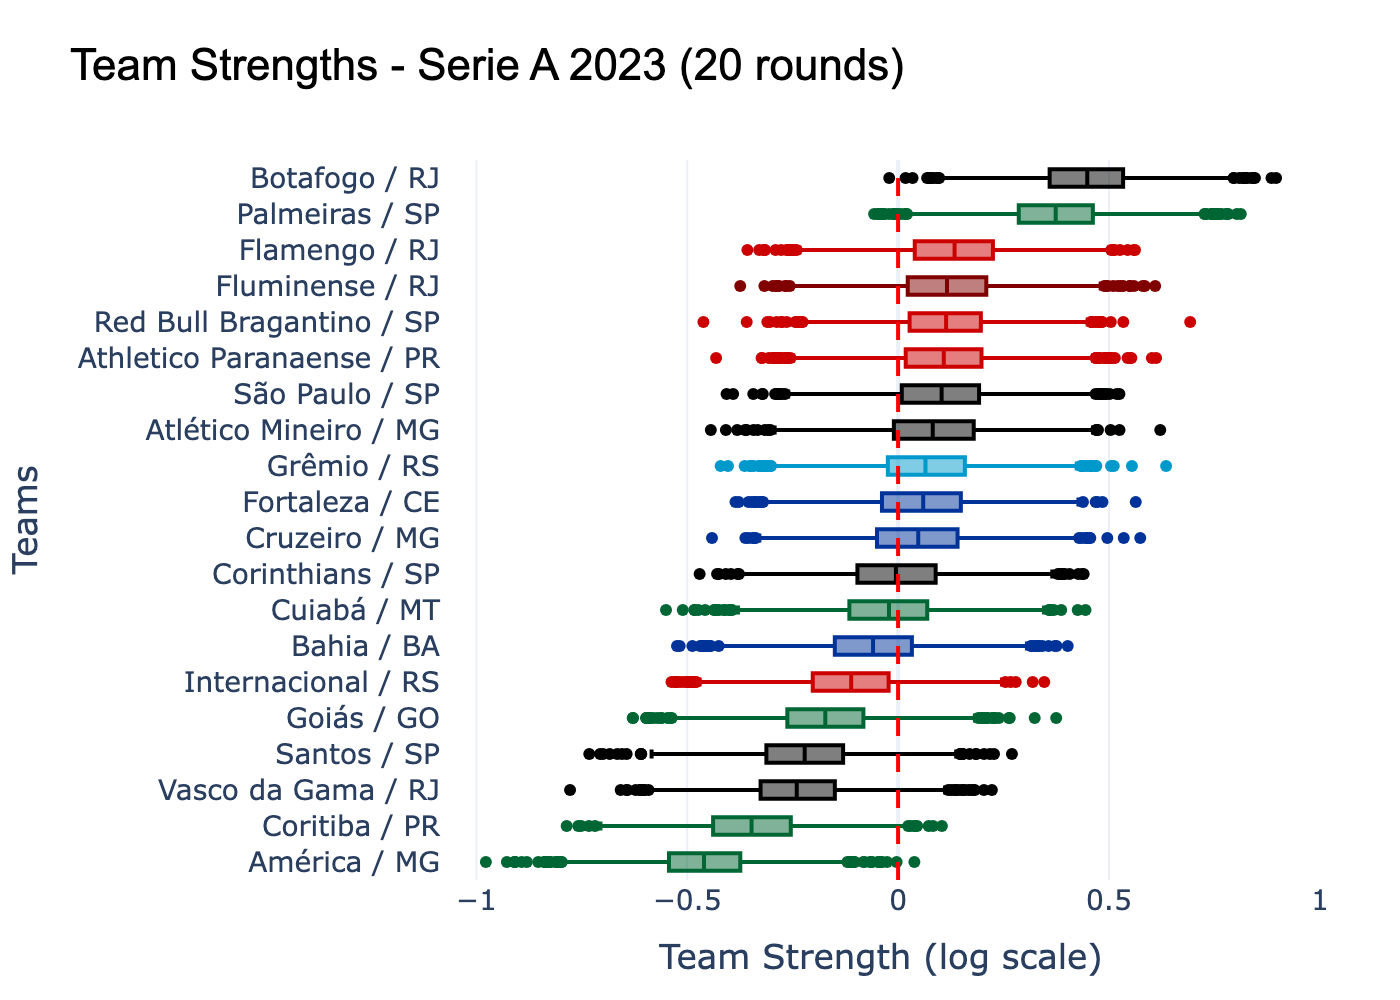 Team Strengths - Serie A 2023 (20 rounds)
Teams
Botafogo / RJ
Palmeiras / SP
Flamengo / RJ
Fluminense / RJ
Red Bull Bragantino / SP
Athletico Paranaense / PR
São Paulo / SP
Atlético Mineiro / MG
Grêmio / RS
Fortaleza / CE
Cruzeiro / MG
Corinthians / SP
Cuiabá / MT
Bahia / BA
Internacional / RS
Goiás / GO
Santos / SP
Vasco da Gama / RJ
Coritiba / PR
América / MG
−1 −0.5 0 0.5 1
Team Strength (log scale)